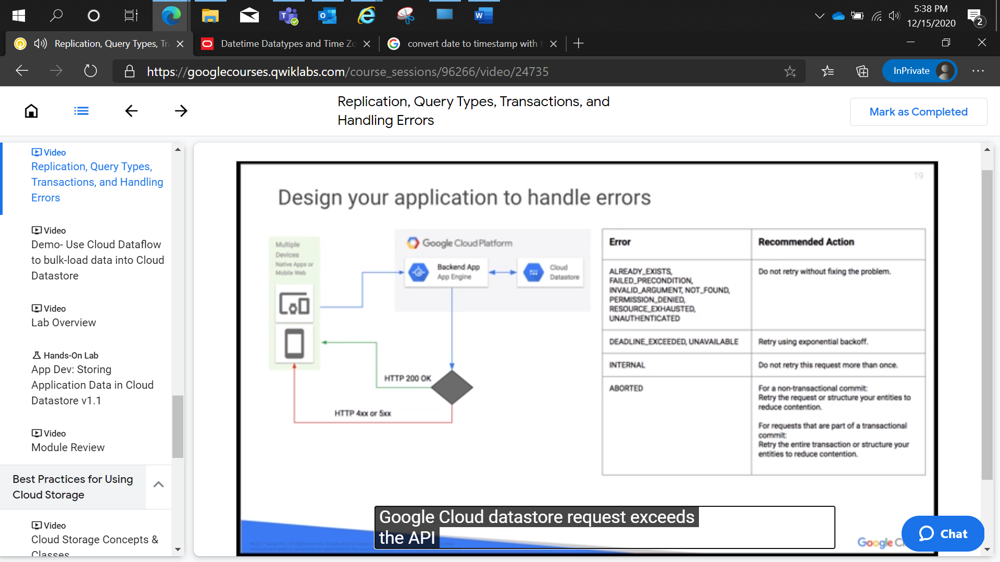 5:38 PM
12/15/2020
2
Replication, Query Types, Tr
Datetime Datatypes and Time Zo
convert date to timestamp with t
https://googlecourses.qwiklabs.com/course_sessions/96266/video/24735
InPrivate
Replication, Query Types, Transactions, and
Handling Errors
Mark as Completed
Video
Replication, Query Types,
Transactions, and Handling
Errors
Video
Demo- Use Cloud Dataflow
to bulk-load data into Cloud
Datastore
Video
Lab Overview
Hands-On Lab
App Dev: Storing
Application Data in Cloud
Datastore v1.1
Video
Module Review
Best Practices for Using
Cloud Storage
Video
Cloud Storage Concepts &
Classes
19
Design your application to handle errors
Multiple
Devices
Native Apps or
Mobile Web
Google Cloud Platform
Backend App
App Engine
Cloud
Datastore
HTTP 200 OK
HTTP 4xx or 5xx
Error
Recommended Action
ALREADY_EXISTS,
FAILED_PRECONDITION,
INVALID_ARGUMENT, NOT_FOUND,
PERMISSION_DENIED,
RESOURCE_EXHAUSTED,
UNAUTHENTICATED
Do not retry without fixing the problem.
DEADLINE_EXCEEDED, UNAVAILABLE
Retry using exponential backoff.
INTERNAL
Do not retry this request more than once.
ABORTED
For a non-transactional commit:
Retry the request or structure your entities to
reduce contention.
For requests that are part of a transactional
commit:
Retry the entire transaction or structure your
entities to reduce contention.
Google Cloud datastore request exceeds
the API
Google C
Chat